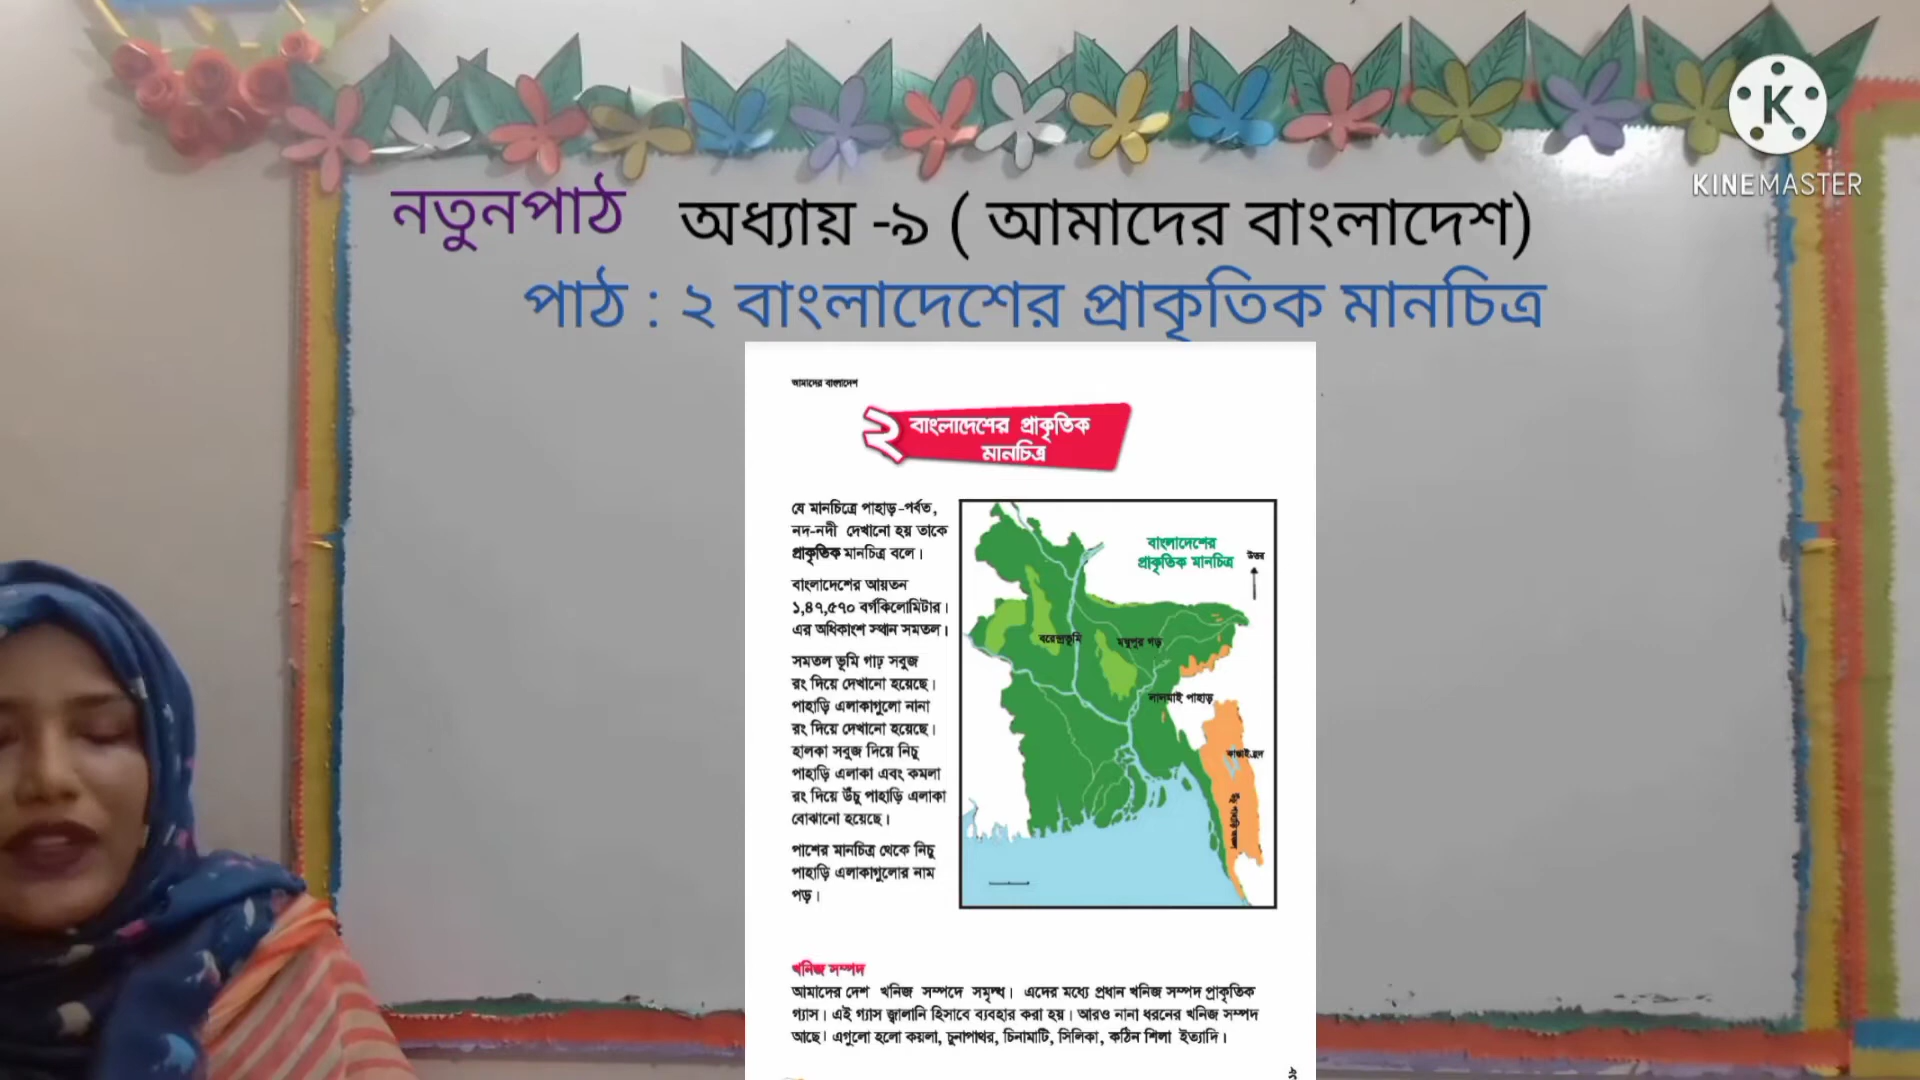 নতুনপাঠ অধ্যায় -৯ ( আমাদের বাংলাদেশ)
পাঠ : ২ বাংলাদেশের প্রাকৃতিক মানচিত্র
KINEMASTER
আমাদের বাংলাদেশ
২ বাংলাদেশের প্রাকৃতিক
মানচিত্র
যে মানচিত্রে পাহাড়-পর্বত,
নদ-নদী দেখানো হয় তাকে
প্রাকৃতিক মানচিত্র বলে।
বাংলাদেশের আয়তন
১,৪৭,৫৭০ বর্গকিলোমিটার।
এর অধিকাংশ স্থান সমতল।
সমতল ভূমি গাঢ় সবুজ
রং দিয়ে দেখানো হয়েছে।
পাহাড়ি এলাকাগুলো নানা
রং দিয়ে দেখানো হয়েছে।
হালকা সবুজ দিয়ে নিচু
পাহাড়ি এলাকা এবং কমলা
রং দিয়ে উঁচু পাহাড়ি এলাকা
বোঝানো হয়েছে।
পাশের মানচিত্র থেকে নিচু
পাহাড়ি এলাকাগুলোর নাম
পড়।
বাংলাদেশের
প্রাকৃতিক মানচিত্র
উত্তর
বরেন্দ্রভূমি
মধুপুর গড়
লালমাই পাহাড়
কাপ্তাই হ্রদ
খনিজ সম্পদ
আমাদের দেশ খনিজ সম্পদে সমৃদ্ধ। এদের মধ্যে প্রধান খনিজ সম্পদ প্রাকৃতিক
গ্যাস। এই গ্যাস জ্বালানি হিসাবে ব্যবহার করা হয়। আরও নানা ধরনের খনিজ সম্পদ
আছে। এগুলো হলো কয়লা, চুনাপাথর, চিনামাটি, সিলিকা, কঠিন শিলা ইত্যাদি।